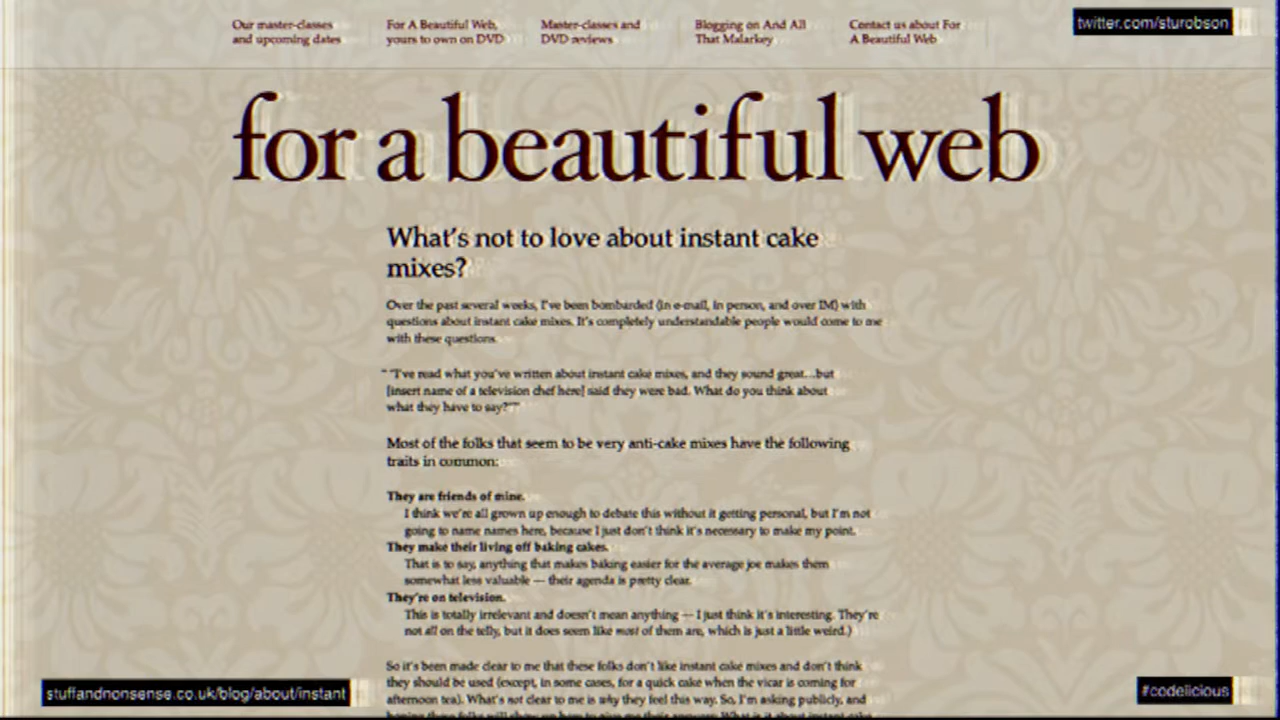 Our master-classes
and upcoming dates
For A Beautiful Web,
yours to own on DVD
Master-classes and
DVD reviews
Blogging on And All
That Malarkey
Contact us about For
A Beautiful Web
twitter.com/sturobson
for a beautiful web
What's not to love about instant cake
mixes?
Over the past several weeks, I've been bombarded (in e-mail, in person, and over IM) with
questions about instant cake mixes. It's completely understandable people would come to me
with these questions.
"“I've read what you've written about instant cake mixes, and they sound great...but
[insert name of a television chef here] said they were bad. What do you think about
what they have to say?”"
Most of the folks that seem to be very anti-cake mixes have the following
traits in common:
They are friends of mine.
I think we're all grown up enough to debate this without it getting personal, but I'm not
going to name names here, because I just don't think it's necessary to make my point.
They make their living off baking cakes.
That is to say, anything that makes baking easier for the average joe makes them
somewhat less valuable — their agenda is pretty clear.
They're on television.
This is totally irrelevant and doesn't mean anything — I just think it's interesting. They're
not all on the telly, but it does seem like most of them are, which is just a little weird.)
So it's been made clear to me that these folks don't like instant cake mixes and don't think
they should be used (except, in some cases, for a quick cake when the vicar is coming for
afternoon tea). What's not clear to me is why they feel this way. So, I'm asking publicly, and
stuffandnonsense.co.uk/blog/about/instant
#codelicious